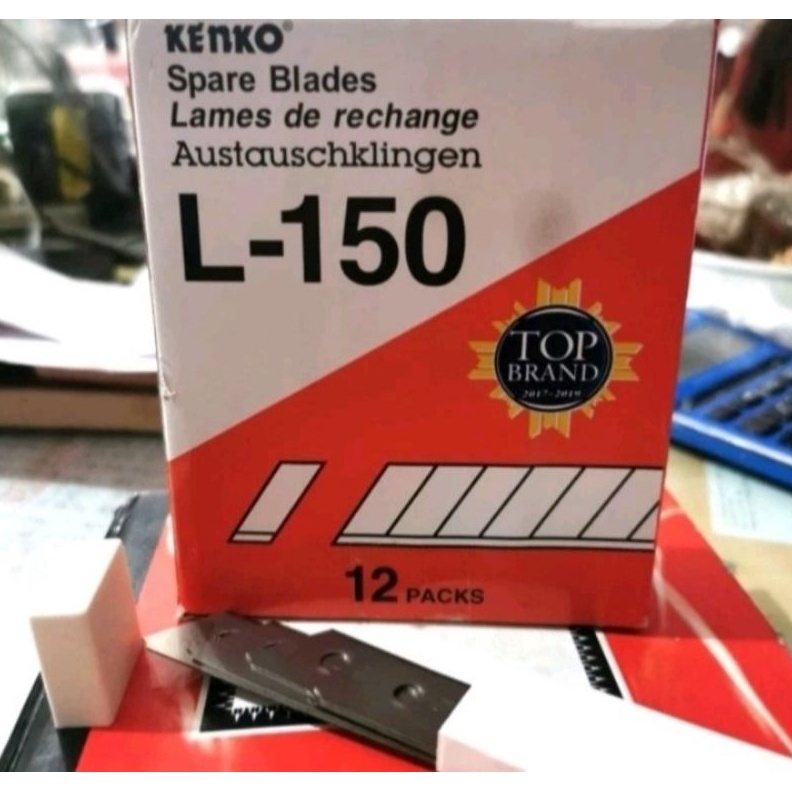 KENKO®
Spare Blades
Lames de rechange
Austauschklingen
L-150
TOP
BRAND
2017-2019
12 PACKS